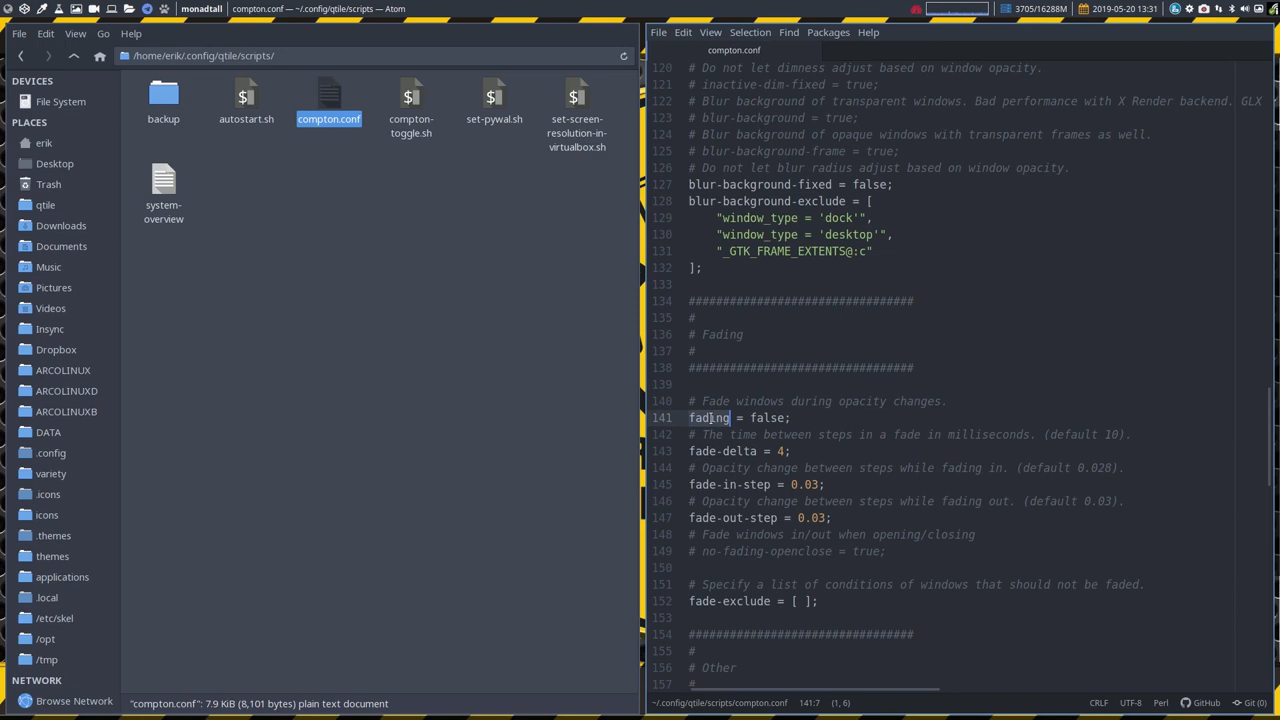 monadtall
compton.conf — ~/.config/qtile/scripts/ — Atom
3705/16288M
2019-05-20 13:31
File Edit View Go Help
/home/erik/.config/qtile/scripts/
DEVICES
File System
PLACES
erik
Desktop
Trash
qtile
Downloads
Documents
Music
Pictures
Videos
Insync
Dropbox
ARCOLINUX
ARCOLINUXD
ARCOLINUXB
DATA
.config
variety
.icons
icons
.themes
themes
applications
.local
/etc/skel
/opt
/tmp
NETWORK
Browse Network
backup
autostart.sh
compton.conf
compton-
toggle.sh
set-pywal.sh
set-screen-
resolution-in-
virtualbox.sh
system-
overview
"compton.conf": 7.9 KiB (8,101 bytes) plain text document
File Edit View Selection Find Packages Help
compton.conf
120 # Do not let dimness adjust based on window opacity.
121 # inactive-dim-fixed = true;
122 # Blur background of transparent windows. Bad performance with X Render backend. GLX
123 # blur-background = true;
124 # Blur background of opaque windows with transparent frames as well.
125 # blur-background-frame = true;
126 # Do not let blur radius adjust based on window opacity.
127 blur-background-fixed = false;
128 blur-background-exclude = [
129 "window_type = 'dock'",
130 "window_type = 'desktop'",
131 "_GTK_FRAME_EXTENTS@:c"
132 ];
133
134 #################################
135 #
136 # Fading
137 #
138 #################################
139
140 # Fade windows during opacity changes.
141 fading = false;
142 # The time between steps in a fade in milliseconds. (default 10).
143 fade-delta = 4;
144 # Opacity change between steps while fading in. (default 0.028).
145 fade-in-step = 0.03;
146 # Opacity change between steps while fading out. (default 0.03).
147 fade-out-step = 0.03;
148 # Fade windows in/out when opening/closing
149 # no-fading-openclose = true;
150
151 # Specify a list of conditions of windows that should not be faded.
152 fade-exclude = [ ];
153
154 #################################
155 #
156 # Other
157 #
~/.config/qtile/scripts/compton.conf 141:7 (1, 6) CRLF UTF-8 Perl GitHub Git (0)